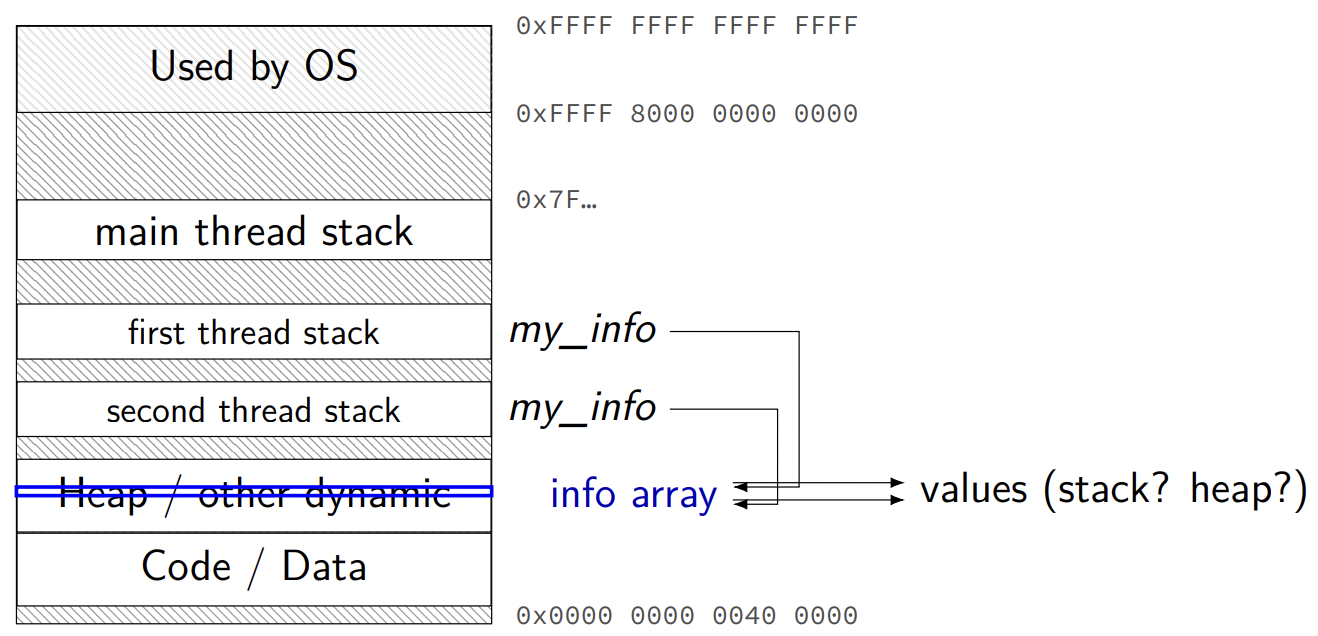 0xFFFF FFFF FFFF FFFF
Used by OS
0xFFFF 8000 0000 0000
0x7F…
main thread stack
first thread stack
my_info
second thread stack
my_info
Heap / other dynamic
info array
values (stack? heap?)
Code / Data
0x0000 0000 0040 0000